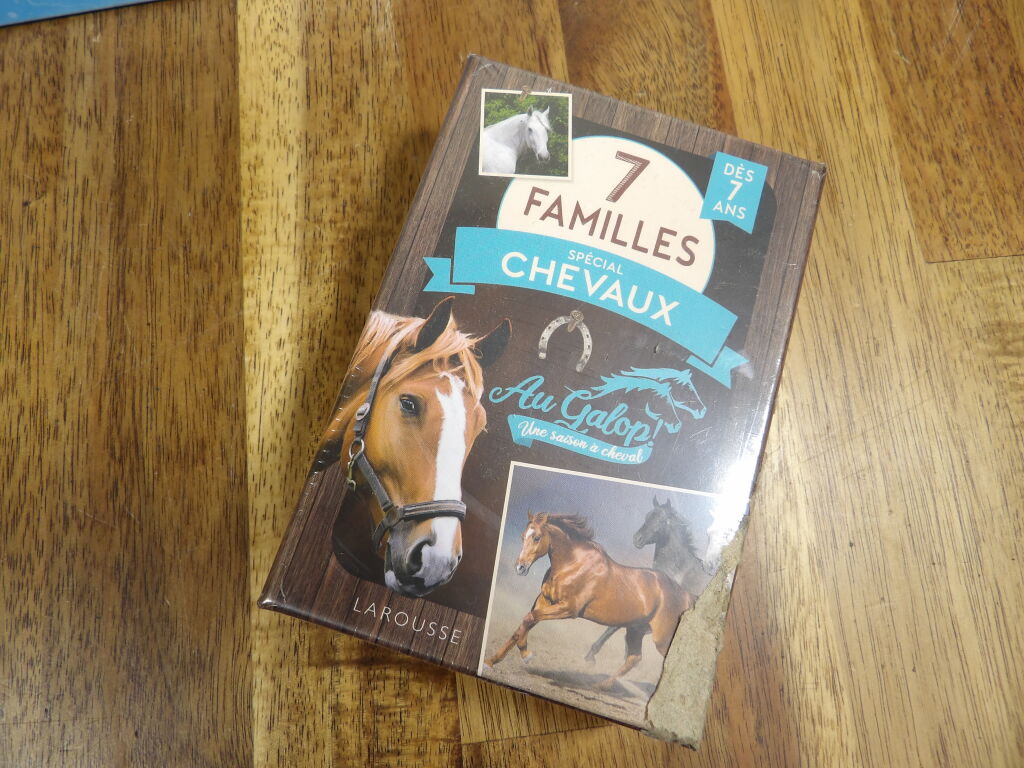 7
FAMILLES
DÈS
7
ANS
SPÉCIAL
CHEVAUX
Au Galop!
Une saison à cheval
LAROUSSE